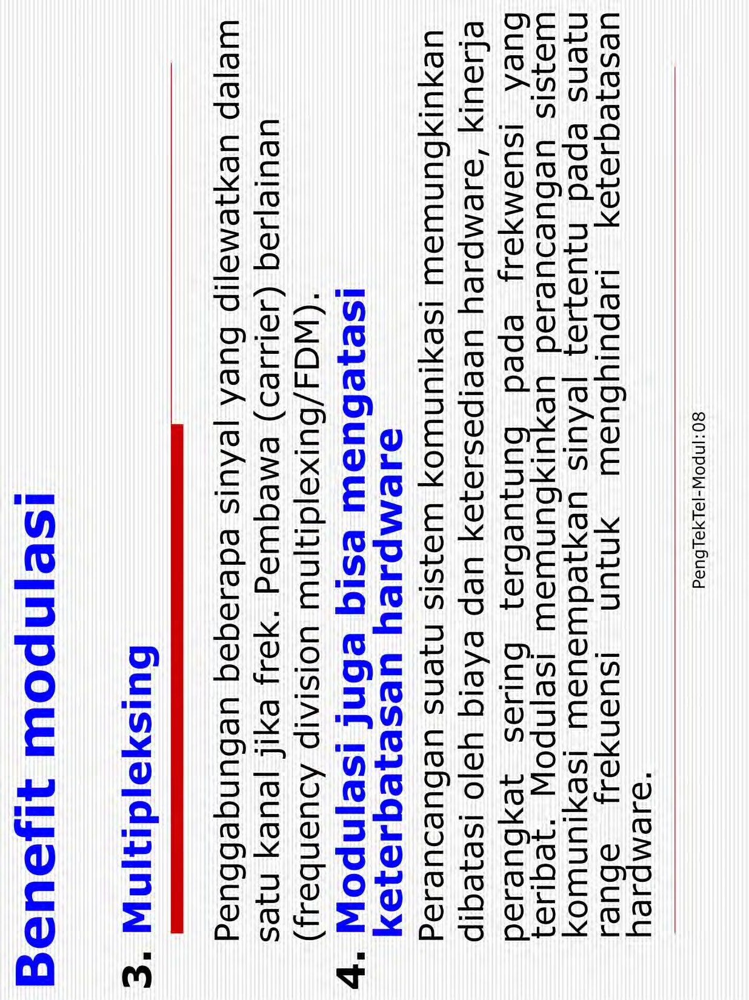 Benefit modulasi
3. Multipleksing
Penggabungan beberapa sinyal yang dilewatkan dalam
satu kanal jika frek. Pembawa (carrier) berlainan
(frequency division multiplexing/FDM).
4. Modulasi juga bisa mengatasi
keterbatasan hardware
Perancangan suatu sistem komunikasi memungkinkan
dibatasi oleh biaya dan ketersediaan hardware, kinerja
perangkat sering tergantung pada frekwensi yang
teribat. Modulasi memungkinkan perancangan sistem
komunikasi menempatkan sinyal tertentu pada suatu
range frekuensi untuk menghindari keterbatasan
hardware.
PengTekTel-Modul:08